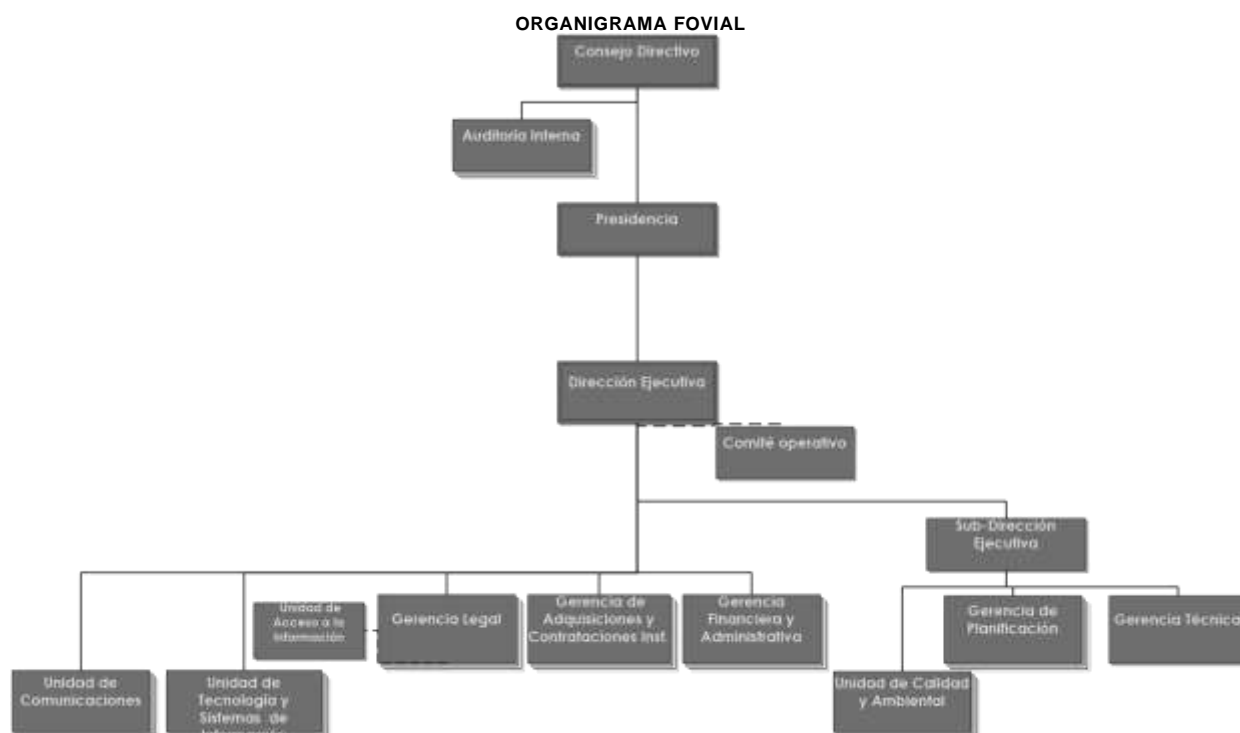 ORGANIGRAMA FOVIAL
Consejo Directivo
Auditoría Interna
Presidencia
Dirección Ejecutiva
Comité operativo
Sub-Dirección
Ejecutiva
Unidad de
Acceso a la
Información
Gerencia Legal
Gerencia de
Adquisiciones y
Contrataciones Inst.
Gerencia
Financiera y
Administrativa
Gerencia de
Planificación
Gerencia Técnica
Unidad de
Comunicaciones
Unidad de
Tecnología y
Sistemas de
Información
Unidad de Calidad
y Ambiental